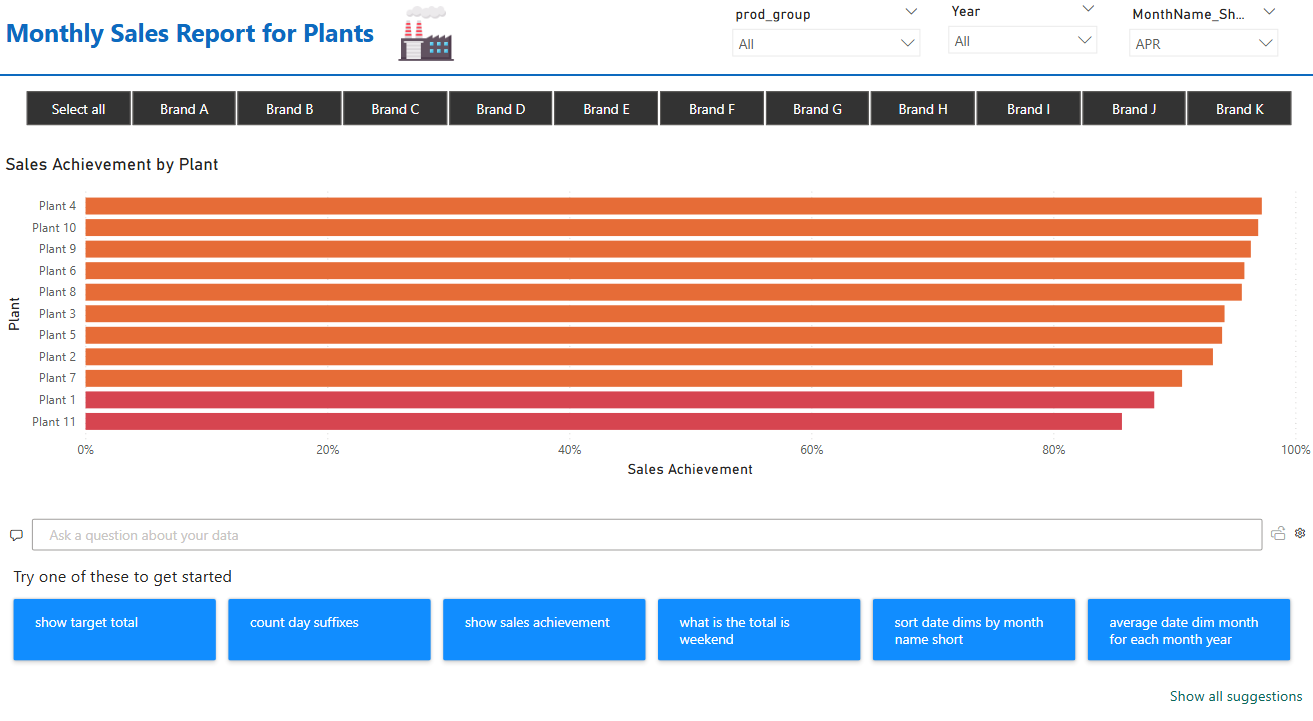 Monthly Sales Report for Plants
prod_group
Year
MonthName_Sh...
All
All
APR
Select all
Brand A
Brand B
Brand C
Brand D
Brand E
Brand F
Brand G
Brand H
Brand I
Brand J
Brand K
Sales Achievement by Plant
Plant
Plant 4
Plant 10
Plant 9
Plant 6
Plant 8
Plant 3
Plant 5
Plant 2
Plant 7
Plant 1
Plant 11
0%
20%
40%
60%
80%
100%
Sales Achievement
Ask a question about your data
Try one of these to get started
show target total
count day suffixes
show sales achievement
what is the total is
weekend
sort date dims by month
name short
average date dim month
for each month year
Show all suggestions